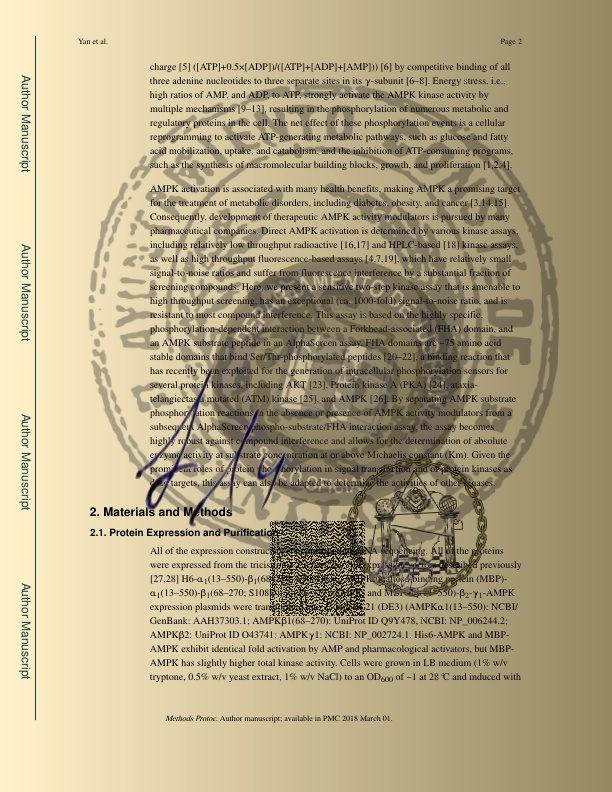 Yan et al.
Page 2
charge [5] ([ATP]+0.5×[ADP])/([ATP]+[ADP]+[AMP])) [6] by competitive binding of all
three adenine nucleotides to three separate sites in its γ-subunit [6–8]. Energy stress, i.e.,
high ratios of AMP, and ADP, to ATP, strongly activate the AMPK kinase activity by
multiple mechanisms [9–13], resulting in the phosphorylation of numerous metabolic and
regulatory proteins in the cell. The net effect of these phosphorylation events is a cellular
reprogramming to activate ATP-generating metabolic pathways, such as glucose and fatty
acid mobilization, uptake, and catabolism, and the inhibition of ATP-consuming programs,
such as the synthesis of macromolecular building blocks, growth, and proliferation [1,2,4].
AMPK activation is associated with many health benefits, making AMPK a promising target
for the treatment of metabolic disorders, including diabetes, obesity, and cancer [3,14,15].
Consequently, development of therapeutic AMPK activity modulators is pursued by many
pharmaceutical companies. Direct AMPK activation is determined by various kinase assays,
including relatively low throughput radioactive [16,17] and HPLC-based [18] kinase assays,
as well as high throughput fluorescence-based assays [4,7,19], which have relatively small
signal-to-noise ratios and suffer from fluorescence interference by a substantial fraction of
screening compounds. Here, we present a sensitive two-step kinase assay that is amenable to
high throughput screening, has an exceptional (ca. 1000-fold) signal-to-noise ratio, and is
resistant to most compound interference. This assay is based on the highly specific,
phosphorylation-dependent interaction between a Forkhead-associated (FHA) domain, and
an AMPK substrate peptide in an AlphaScreen assay. FHA domains are ~75 amino acid
stable domains that bind Ser/Thr-phosphorylated peptides [20–22], a binding reaction that
has recently been exploited for the generation of intracellular phosphorylation sensors for
several protein kinases, including AKT [23], Protein kinase A (PKA) [24], ataxia-
telangiectasia mutated (ATM) kinase [25], and AMPK [26]. By separating AMPK substrate
phosphorylation reactions in the absence or presence of AMPK activity modulators from a
subsequent AlphaScreen phospho-substrate/FHA interaction assay, the assay becomes
highly robust against compound interference and allows for the determination of absolute
enzyme activity at substrate concentration at or above Michaelis constant (Km). Given the
prominent roles of protein phosphorylation in signal transduction and of protein kinases as
drug targets, this assay can also be adapted to determine the activities of other kinases.
2. Materials and Methods
2.1. Protein Expression and Purification
All of the expression constructs DNA sequencing. All of the proteins
were expressed from the tricis described previously
[27,28] H6-α1(13–550)-β1(68 maltose binding protein (MBP)-
α1(13–550)-β1(68–270; S108 and -550)-β2-γ1-AMPK
expression plasmids were trans BL21 (DE3) (AMPKα1(13–550): NCBI/
GenBank: AAH37303.1; AMPKβ1(68–270): UniProt ID Q9Y478, NCBI: NP_006244.2;
AMPKβ2: UniProt ID O43741; AMPKγ1: NCBI: NP_002724.1. His6-AMPK and MBP-
AMPK exhibit identical fold activation by AMP and pharmacological activators, but MBP-
AMPK has slightly higher total kinase activity. Cells were grown in LB medium (1% w/v
tryptone, 0.5% w/v yeast extract, 1% w/v NaCl) to an OD600 of ~1 at 28 °C and induced with
Methods Protoc. Author manuscript; available in PMC 2018 March 01.
Author Manuscript
Author Manuscript
Author Manuscript
Author Manuscript